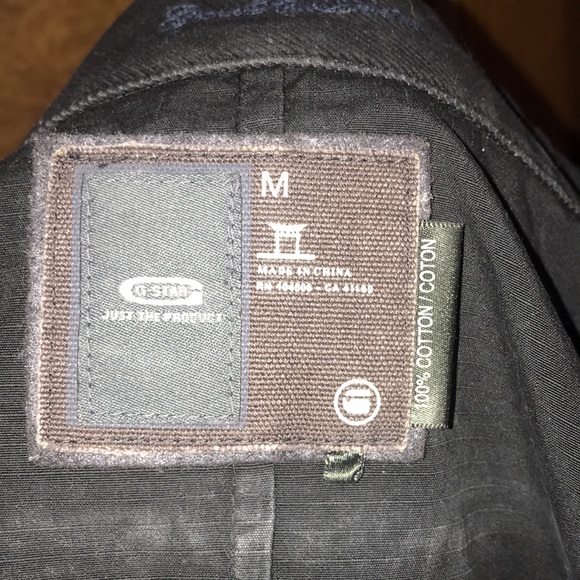 G-STAR
JUST THE PRODUCT
M
MADE IN CHINA
100% COTTON / COTON